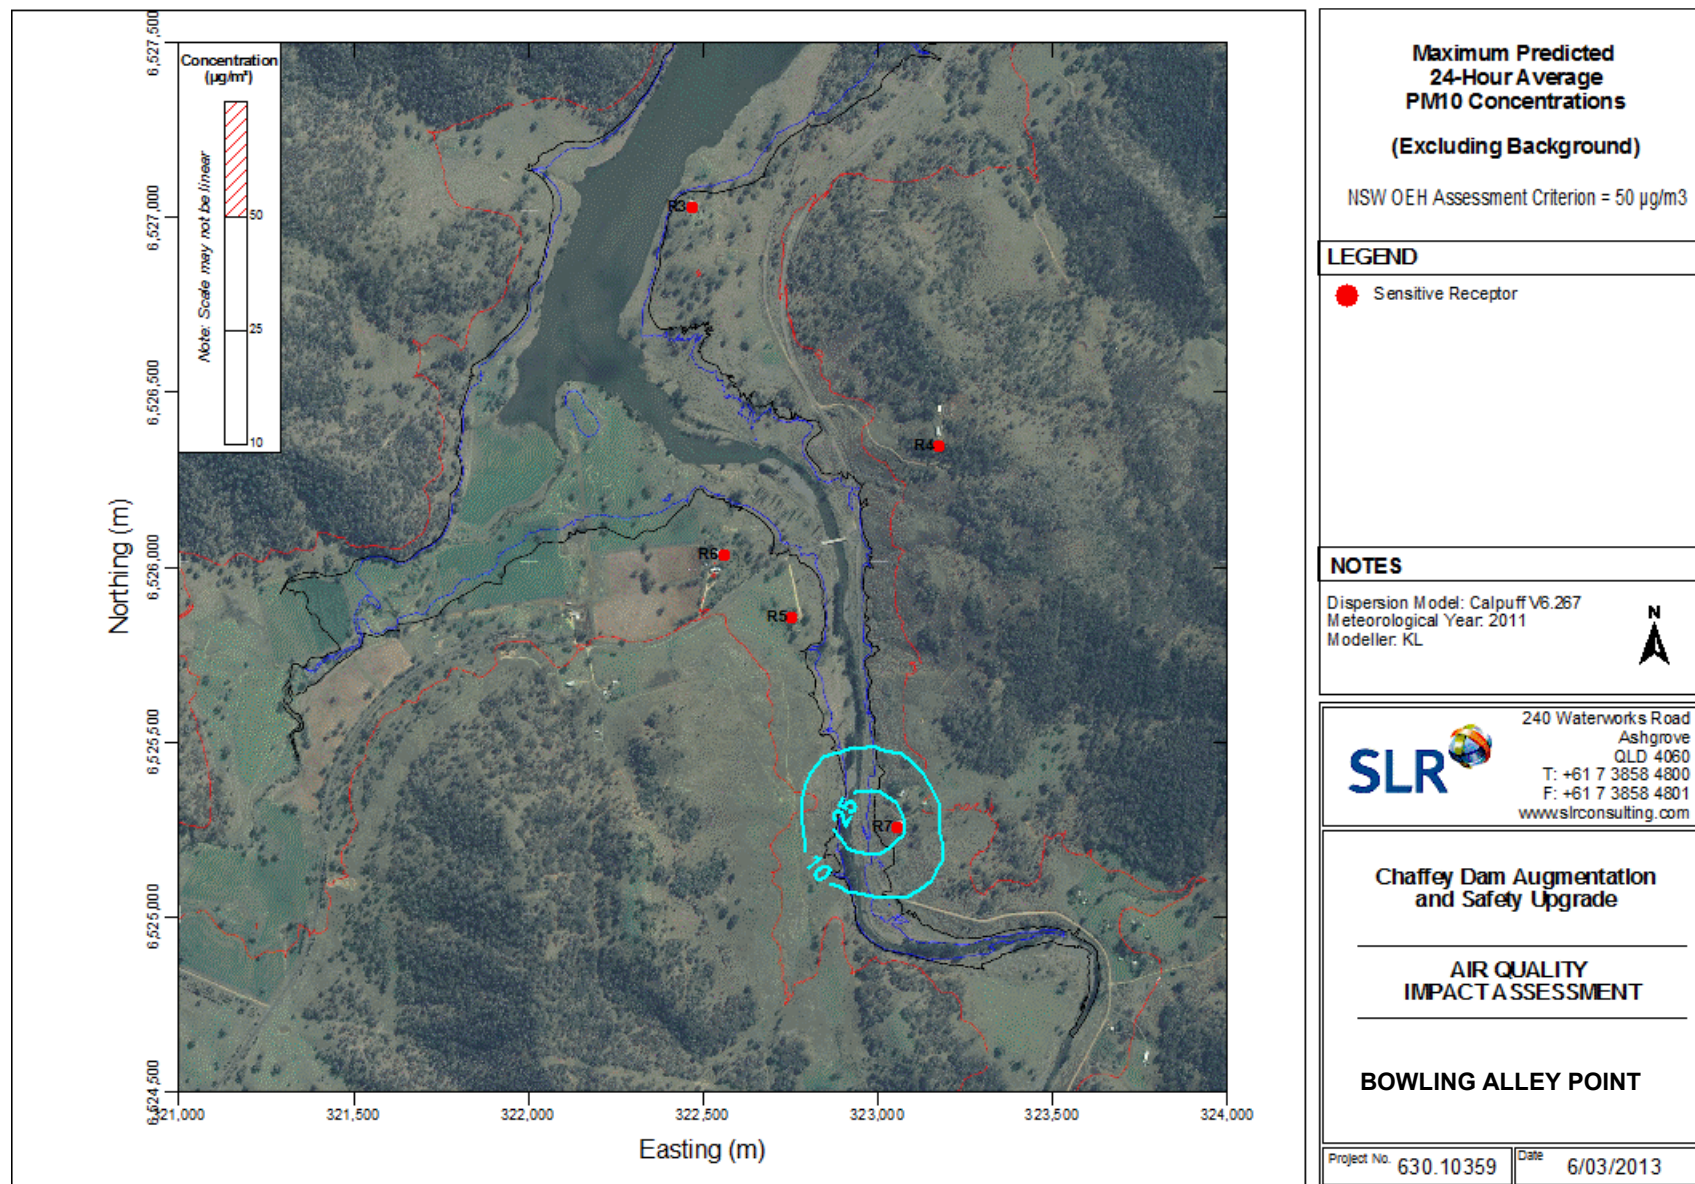 Concentration
(µg/m³)
Note: Scale may not be linear
50
25
10
6,527,500
6,527,000
6,526,500
6,526,000
6,525,500
6,525,000
6,524,500
Northing (m)
321,000
321,500
322,000
322,500
323,000
323,500
324,000
Easting (m)
R3
R4
R6
R5
R7
25
10
Maximum Predicted
24-Hour Average
PM10 Concentrations
(Excluding Background)
NSW OEH Assessment Criterion = 50 µg/m3
LEGEND
Sensitive Receptor
NOTES
Dispersion Model: Calpuff V6.267
Meteorological Year: 2011
Modeller: KL
N
SLR
240 Waterworks Road
Ashgrove
QLD 4060
T: +61 7 3858 4800
F: +61 7 3858 4801
www.slrconsulting.com
Chaffey Dam Augmentation
and Safety Upgrade
AIR QUALITY
IMPACT ASSESSMENT
BOWLING ALLEY POINT
Project No. 630.10359
Date 6/03/2013